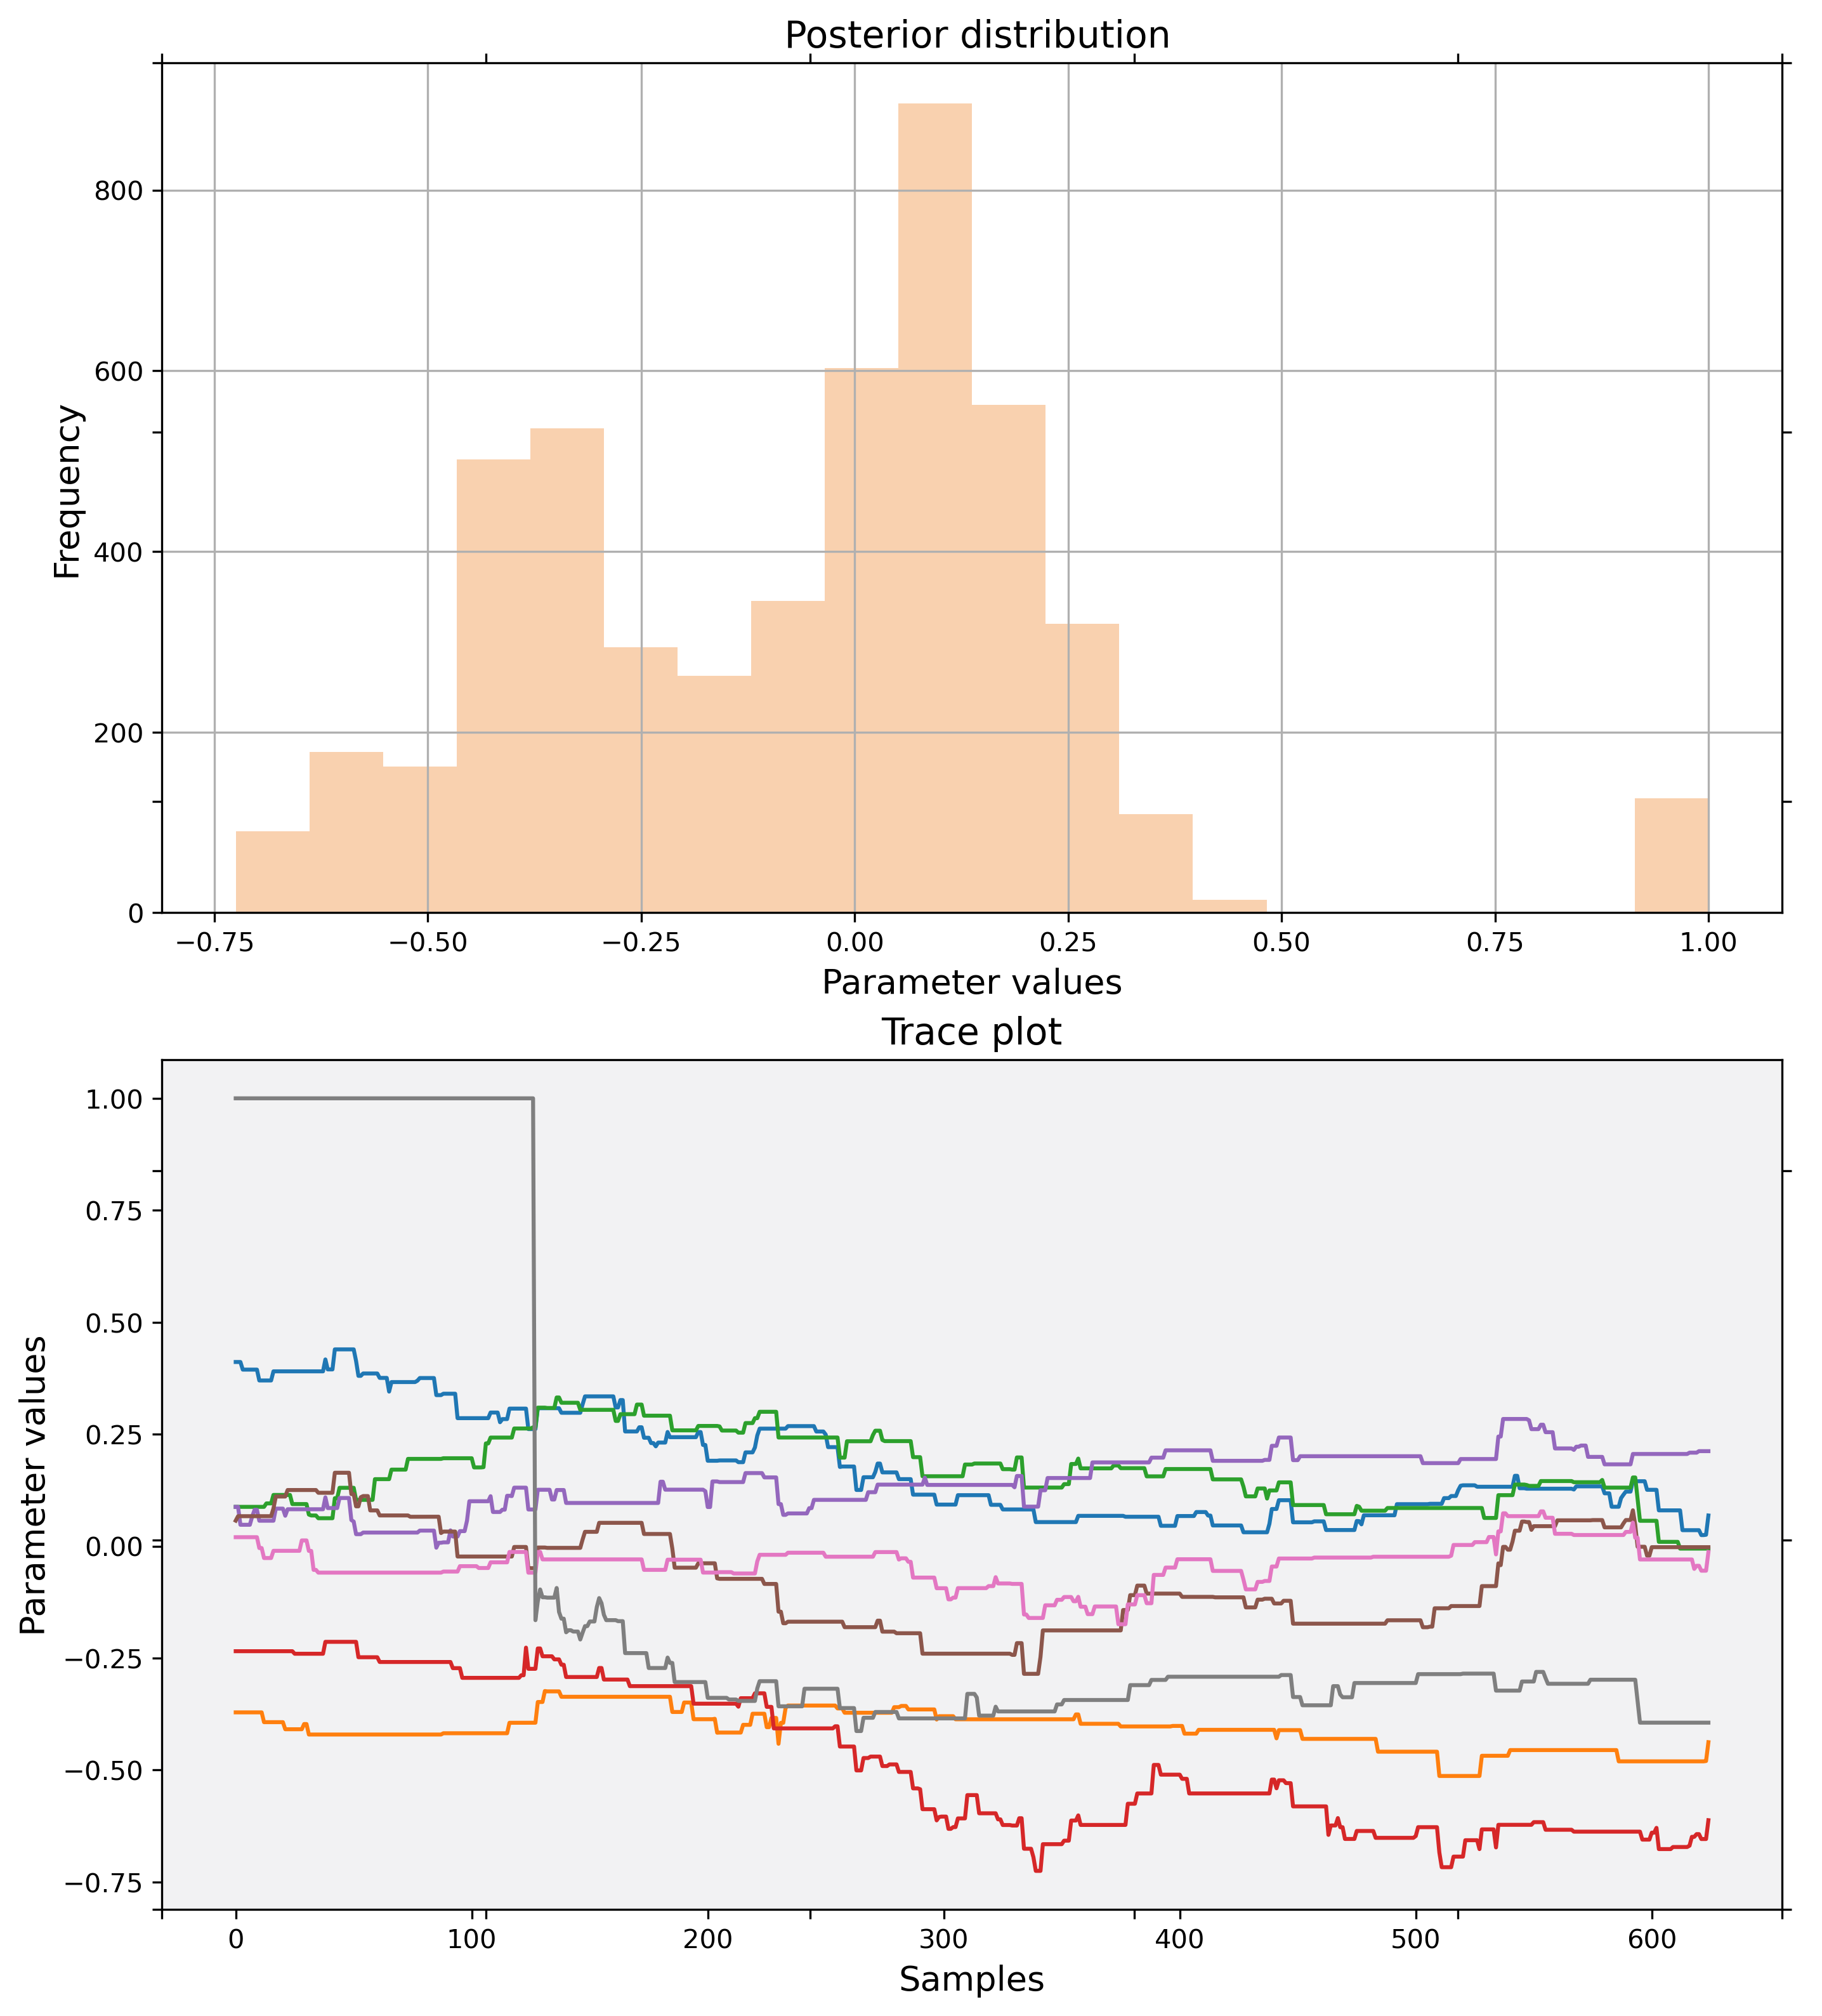 Posterior distribution
Frequency
800
600
400
200
0
−0.75 −0.50 −0.25 0.00 0.25 0.50 0.75 1.00
Parameter values
Trace plot
Parameter values
1.00
0.75
0.50
0.25
0.00
−0.25
−0.50
−0.75
0 100 200 300 400 500 600
Samples